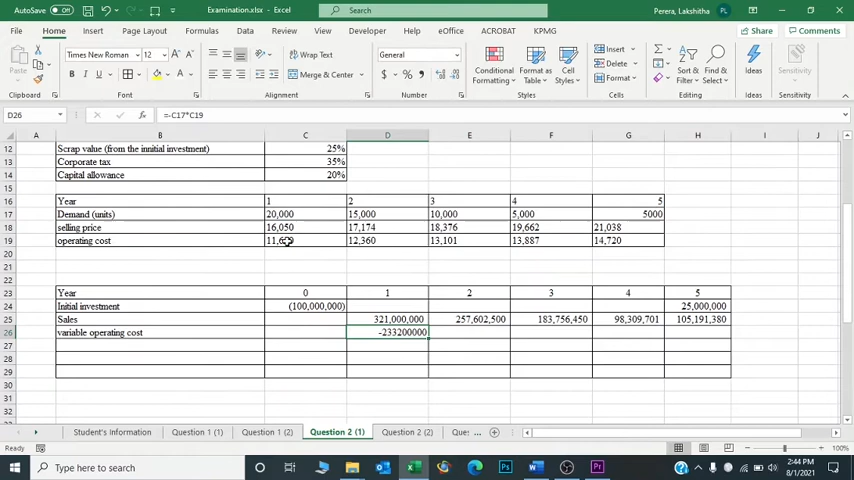 AutoSave Off Examination.xlsx - Excel Search Perera, Lakshitha PL
File Home Insert Page Layout Formulas Data Review View Developer Help eOffice ACROBAT KPMG Share Comments
Times New Roman 12 A A Wrap Text General Insert
Paste B I U A Merge & Center $ % Conditional Formatting Format as Table Cell Styles Delete Format Sort & Filter Find & Select Ideas Sensitivity
Clipboard Font Alignment Number Styles Cells Editing Ideas Sensitivity
D26 fx =-C17*C19
A B C D E F G H I J
12 Scrap value (from the innitial investment) 25%
13 Corporate tax 35%
14 Capital allowance 20%
15
16 Year 1 2 3 4 5
17 Demand (units) 20,000 15,000 10,000 5,000 5000
18 selling price 16,050 17,174 18,376 19,662 21,038
19 operating cost 12,360 13,101 13,887 14,720
20
21
22
23 Year 0 1 2 3 4 5
24 Initial investment (100,000,000) 25,000,000
25 Sales 321,000,000 257,602,500 183,756,450 98,309,701 105,191,380
26 variable operating cost -233200000
27
28
29
30
31
32
33
Student's Information Question 1 (1) Question 1 (2) Question 2 (1) Question 2 (2) Que: ...
Ready 100%
Type here to search 2:44 PM
8/1/2021